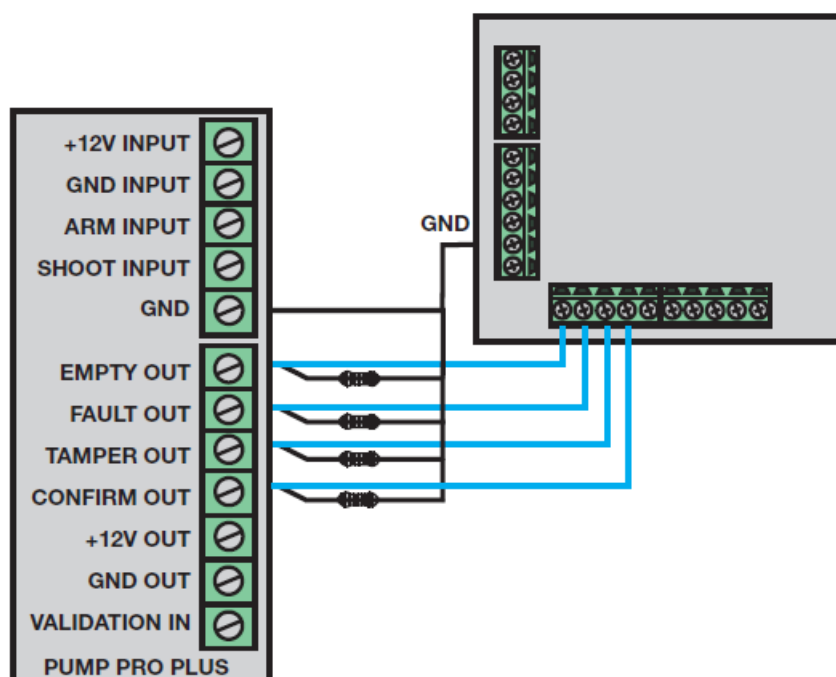 +12V INPUT
GND INPUT
ARM INPUT
SHOOT INPUT
GND
GND
EMPTY OUT
FAULT OUT
TAMPER OUT
CONFIRM OUT
+12V OUT
GND OUT
VALIDATION IN
PUMP PRO PLUS